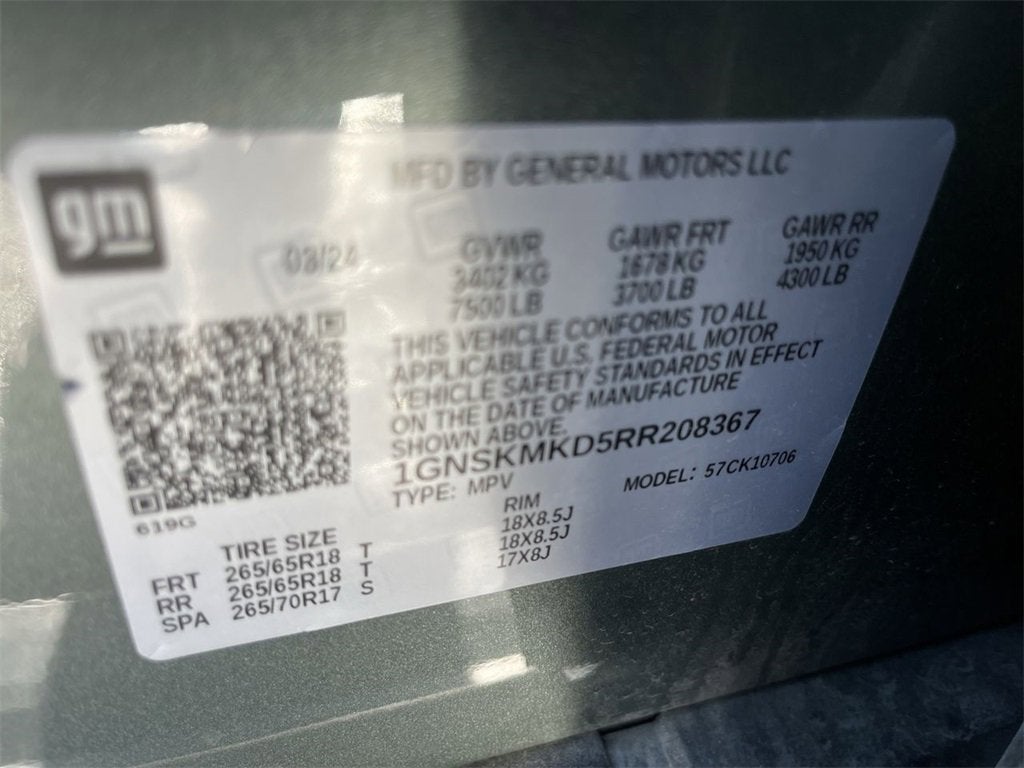 gm
MFD BY GENERAL MOTORS LLC
03/24
GVWR
3402 KG
7500 LB
GAWR FRT
1678 KG
3700 LB
GAWR RR
1950 KG
4300 LB
THIS VEHICLE CONFORMS TO ALL
APPLICABLE U.S. FEDERAL MOTOR
VEHICLE SAFETY STANDARDS IN EFFECT
ON THE DATE OF MANUFACTURE
SHOWN ABOVE.
1GNSKMKD5RR208367
TYPE: MPV
MODEL: 57CK10706
619G
TIRE SIZE
RIM
FRT 265/65R18 T 18X8.5J
RR 265/65R18 T 18X8.5J
SPA 265/70R17 S 17X8J